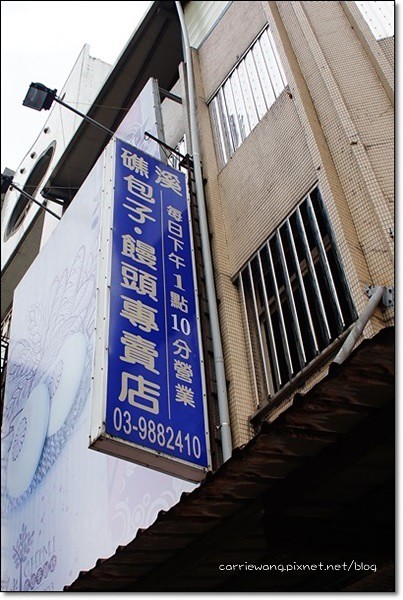 礁溪
包子·饅頭專賣店
每日下午1點10分營業
03-9882410
carriewang.pixnet.net/blog